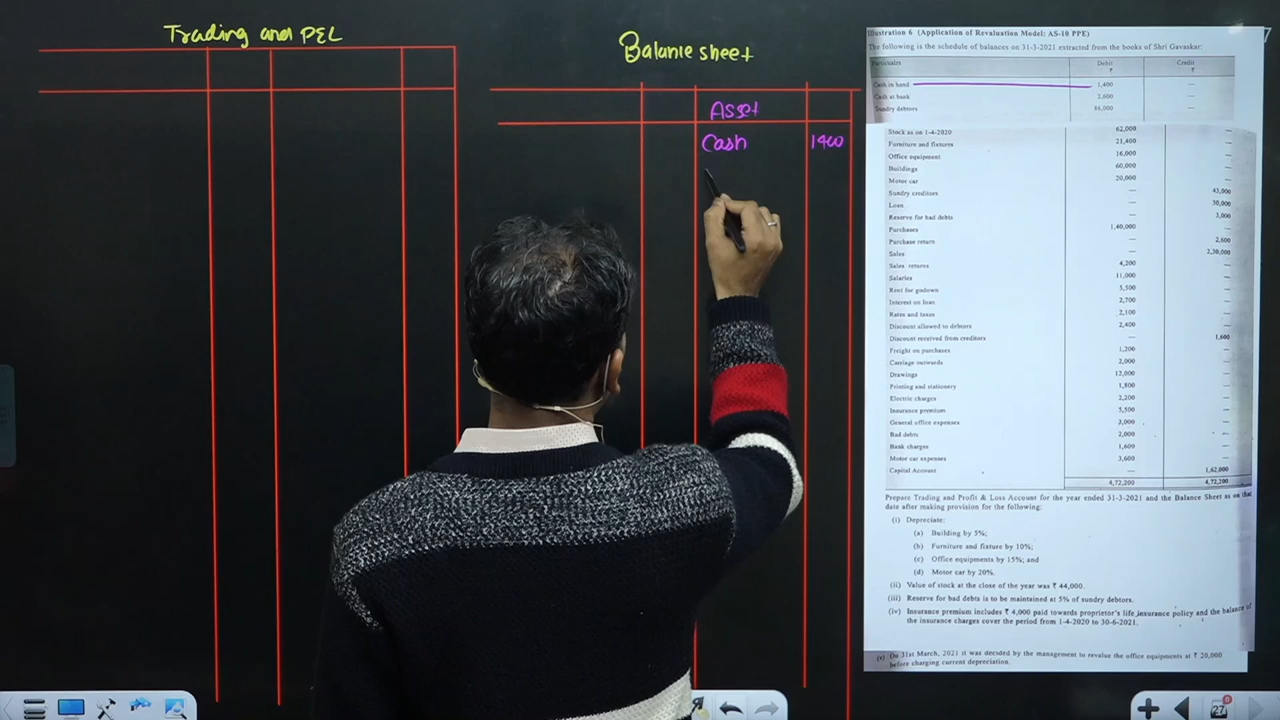 Trading and P&L
Balance sheet
Asset
Cash 1400
Illustration 6 (Application of Revaluation Model: AS-10 PPE)
The following is the schedule of balances on 31-3-2021 extracted from the books of Shri Gavaskar:
Particulars Debit Credit
₹ ₹
Cash in hand 1,400 —
Cash at bank 2,600 —
Sundry debtors 86,000 —
Stock as on 1-4-2020 62,000 —
Furniture and fixtures 21,400 —
Office equipment 16,000 —
Buildings 60,000 —
Motor car 20,000 —
Sundry creditors — 43,000
Loan — 30,000
Reserve for bad debts — 3,000
Purchases 1,40,000 —
Purchase return — 2,600
Sales — 2,30,000
Sales returns 4,200 —
Salaries 11,000 —
Rent for godown 5,500 —
Interest on loan 2,700 —
Rates and taxes 2,100 —
Discount allowed to debtors 2,400 —
Discount received from creditors — 1,600
Freight on purchases 1,200 —
Carriage outwards 2,000 —
Drawings 12,000 —
Printing and stationery 1,800 —
Electric charges 2,200 —
Insurance premium 5,500 —
General office expenses 3,000 —
Bad debts 2,000 —
Bank charges 1,600 —
Motor car expenses 3,600 —
Capital Account — 1,62,000
4,72,200 4,72,200
Prepare Trading and Profit & Loss Account for the year ended 31-3-2021 and the Balance Sheet as on that
date after making provision for the following:
(i) Depreciate:
(a) Building by 5%;
(b) Furniture and fixture by 10%;
(c) Office equipments by 15%; and
(d) Motor car by 20%.
(ii) Value of stock at the close of the year was ₹ 44,000.
(iii) Reserve for bad debts is to be maintained at 5% of sundry debtors.
(iv) Insurance premium includes ₹ 4,000 paid towards proprietor's life insurance policy and the balance of
the insurance charges cover the period from 1-4-2020 to 30-6-2021.
(v) On 31st March, 2021 it was decided by the management to revalue the office equipments at ₹ 20,000
before charging current depreciation.
27